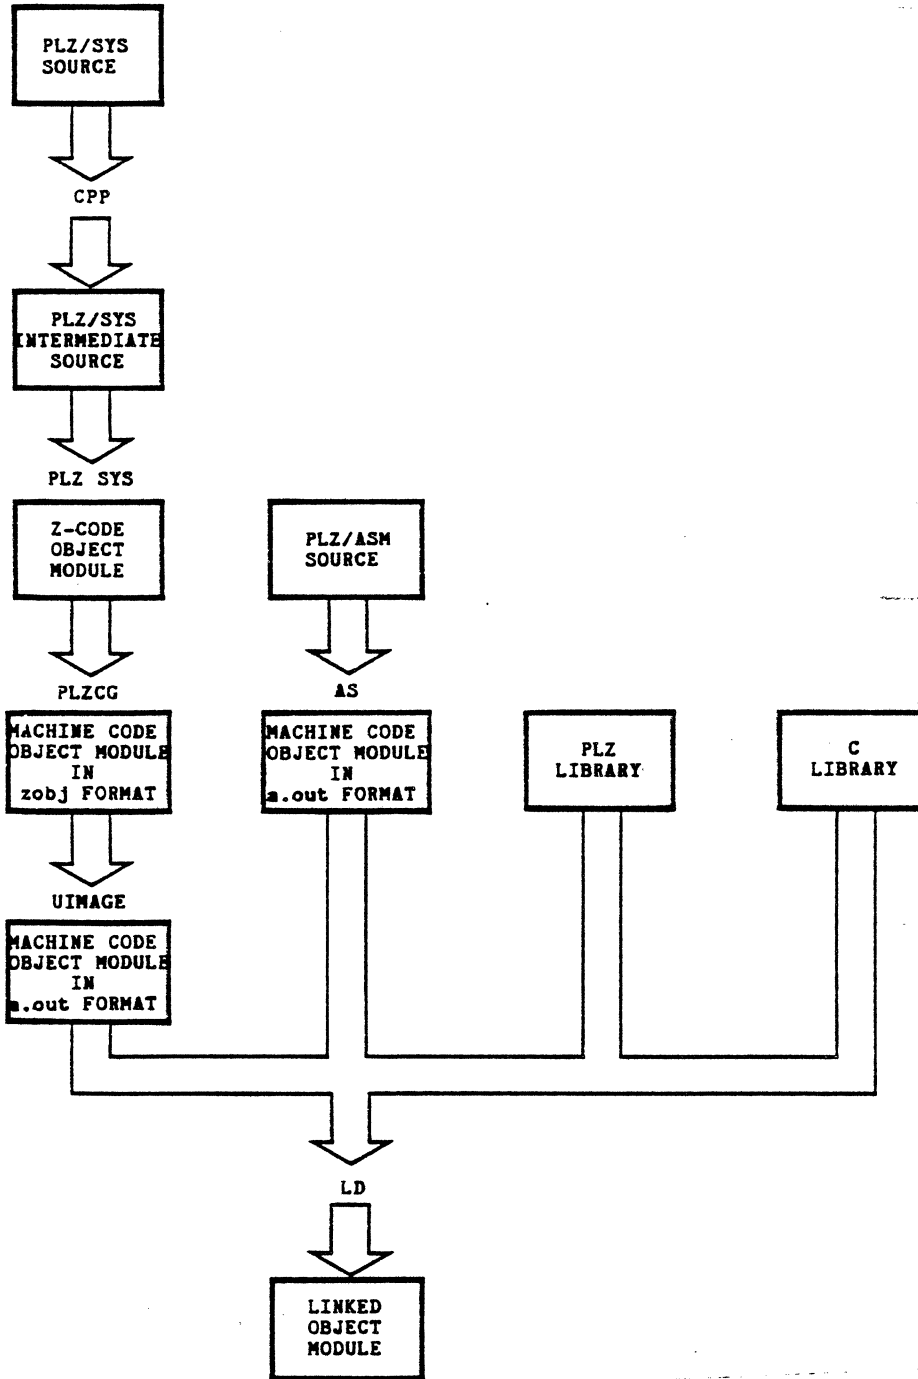 PLZ/SYS
SOURCE
CPP
PLZ/SYS
INTERMEDIATE
SOURCE
PLZ SYS
Z-CODE
OBJECT
MODULE
PLZ/ASM
SOURCE
PLZCG
AS
MACHINE CODE
OBJECT MODULE
IN
zobj FORMAT
MACHINE CODE
OBJECT MODULE
IN
a.out FORMAT
PLZ
LIBRARY
C
LIBRARY
UIMAGE
MACHINE CODE
OBJECT MODULE
IN
a.out FORMAT
LD
LINKED
OBJECT
MODULE